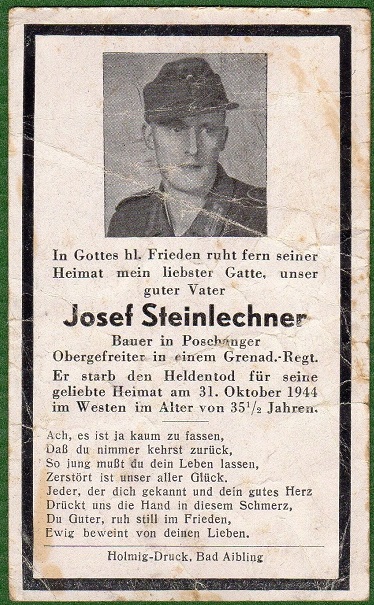 In Gottes hl. Frieden ruht fern seiner
Heimat mein liebster Gatte, unser
guter Vater
Josef Steinlechner
Bauer in Poschanger
Obergefreiter in einem Grenad.-Regt.
Er starb den Heldentod für seine
geliebte Heimat am 31. Oktober 1944
im Westen im Alter von 35½ Jahren.
Ach, es ist ja kaum zu fassen,
Daß du nimmer kehrst zurück,
So jung mußt du dein Leben lassen,
Zerstört ist unser aller Glück.
Jeder, der dich gekannt und dein gutes Herz
Drückt uns die Hand in diesem Schmerz,
Du Guter, ruh still im Frieden,
Ewig beweint von deinen Lieben.
Holmig-Druck, Bad Aibling